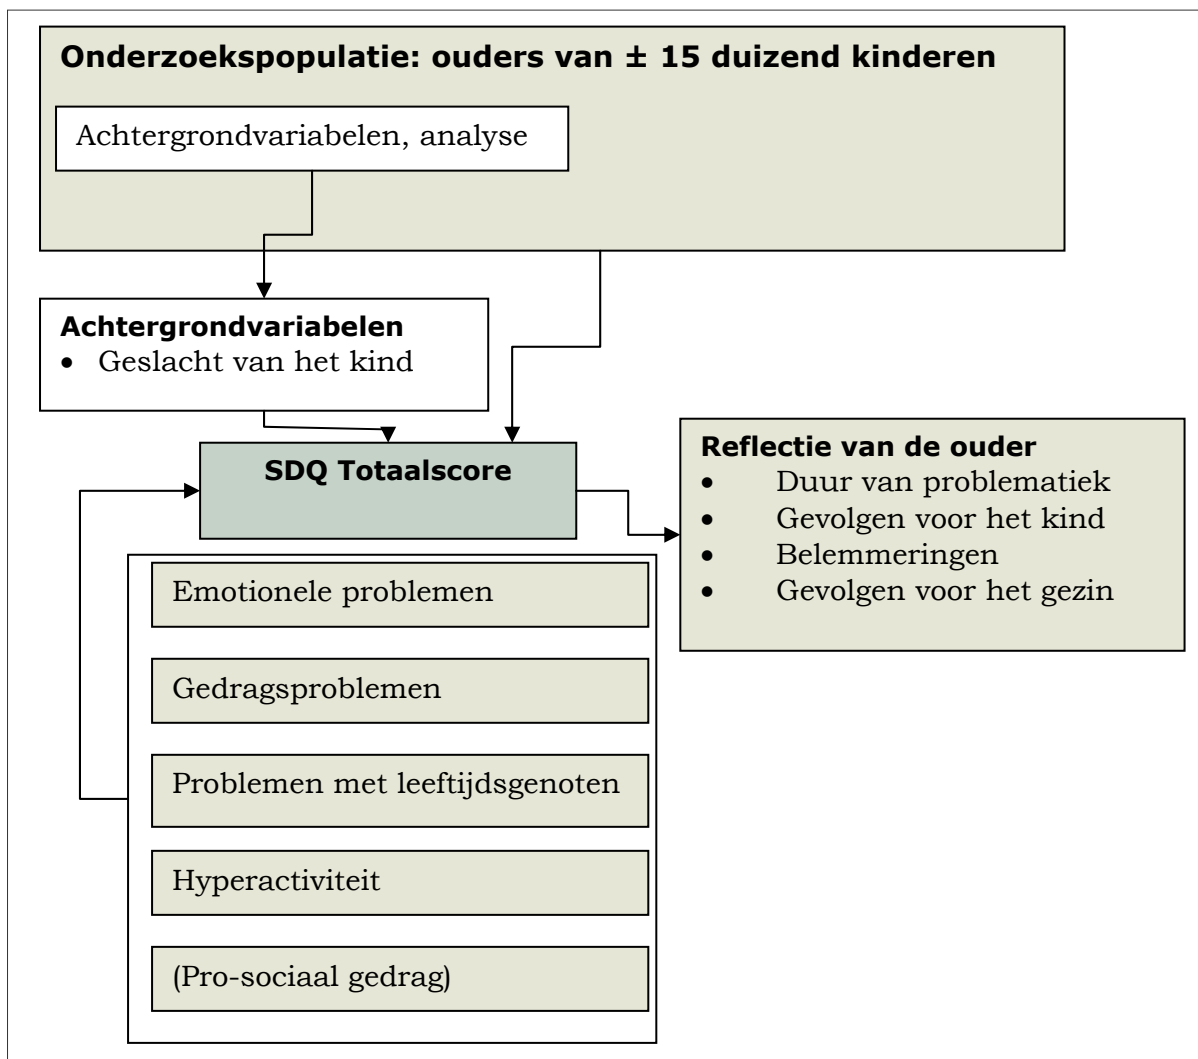 Onderzoekspopulatie: ouders van ± 15 duizend kinderen
Achtergrondvariabelen, analyse
Achtergrondvariabelen
• Geslacht van het kind
SDQ Totaalscore
Reflectie van de ouder
• Duur van problematiek
• Gevolgen voor het kind
• Belemmeringen
• Gevolgen voor het gezin
Emotionele problemen
Gedragsproblemen
Problemen met leeftijdsgenoten
Hyperactiviteit
(Pro-sociaal gedrag)